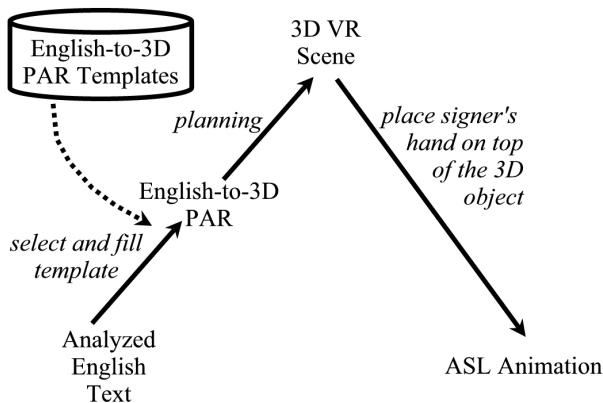 English-to-3D
PAR Templates
3D VR
Scene
planning
place signer's
hand on top
of the 3D
object
English-to-3D
PAR
select and fill
template
Analyzed
English
Text
ASL Animation